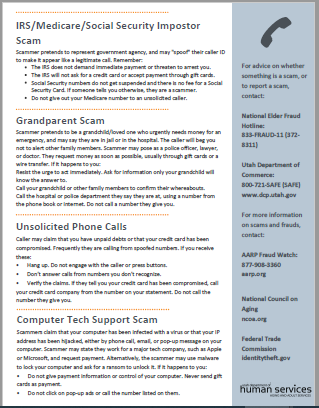 IRS/Medicare/Social Security Impostor
Scam
Scammer pretends to represent government agency, and may "spoof" their caller ID
to make it appear like a legitimate call. Remember:
• The IRS does not demand immediate payment or threaten to arrest you.
• The IRS will not ask for a credit card or accept payment through gift cards.
• Social Security numbers do not get suspended and there is no fee for a Social
Security Card. If someone tells you otherwise, they are a scammer.
• Do not give out your Medicare number to an unsolicited caller.
Grandparent Scam
Scammer pretends to be a grandchild/loved one who urgently needs money for an
emergency, and may say they are in jail or in the hospital. The caller will beg you
not to alert other family members. Scammer may pose as a police officer, lawyer,
or doctor. They request money as soon as possible, usually through gift cards or a
wire transfer. If it happens to you:
Resist the urge to act immediately. Ask for information only your grandchild will
know the answer to.
Call your grandchild or other family members to confirm their whereabouts.
Call the hospital or police department they say they are at, using a number from
the phone book or internet. Do not call a number they give you.
Unsolicited Phone Calls
Caller may claim that you have unpaid debts or that your credit card has been
compromised. Frequently they are calling from spoofed numbers. If you receive
these:
• Hang up. Do not engage with the caller or press buttons.
• Don't answer calls from numbers you don't recognize.
• Verify the claims. If they tell you your credit card has been compromised, call
your credit card company from the number on your statement. Do not call the
number they give you.
Computer Tech Support Scam
Scammers claim that your computer has been infected with a virus or that your IP
address has been hijacked, either by phone call, email, or pop-up message on your
computer. Scammer may state they work for a major tech company, such as Apple
or Microsoft, and request payment. Alternatively, the scammer may use malware
to lock your computer and ask for a ransom to unlock it. If it happens to you:
• Do not give payment information or control of your computer. Never send gift
cards as payment.
• Do not click on pop-up ads or call the number listed on them.
For advice on whether
something is a scam, or
to report a scam,
contact:
National Elder Fraud
Hotline:
833-FRAUD-11 (372-
8311)
Utah Department of
Commerce:
800-721-SAFE (SAFE)
www.dcp.utah.gov
For more information
on scams and frauds,
contact:
AARP Fraud Watch:
877-908-3360
aarp.org
National Council on
Aging
ncoa.org
Federal Trade
Commission
identitytheft.gov
utah department of
human services
AGING AND ADULT SERVICES